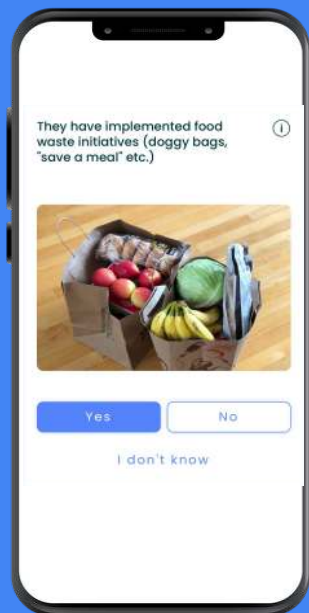 They have implemented food
waste initiatives (doggy bags,
"save a meal" etc.)
i
Yes
No
I don't know